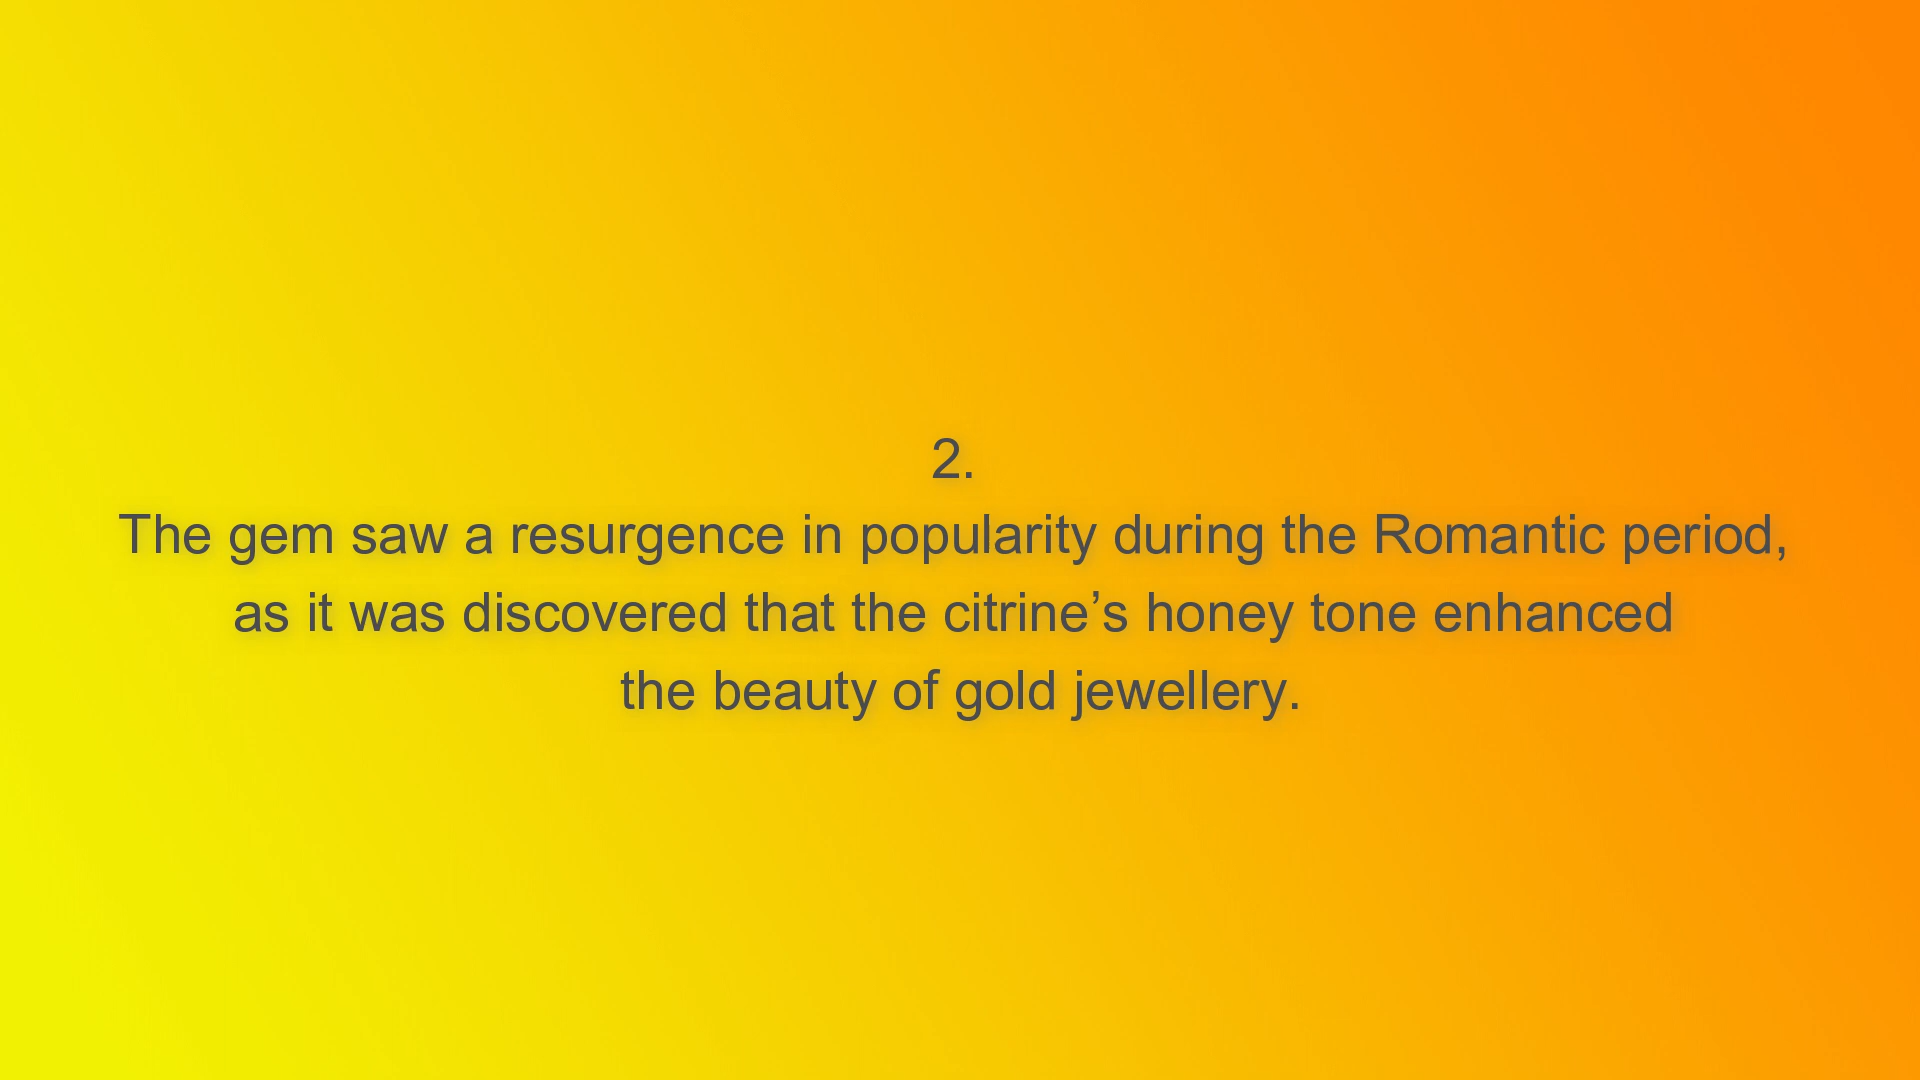 2.
The gem saw a resurgence in popularity during the Romantic period,
as it was discovered that the citrine’s honey tone enhanced
the beauty of gold jewellery.